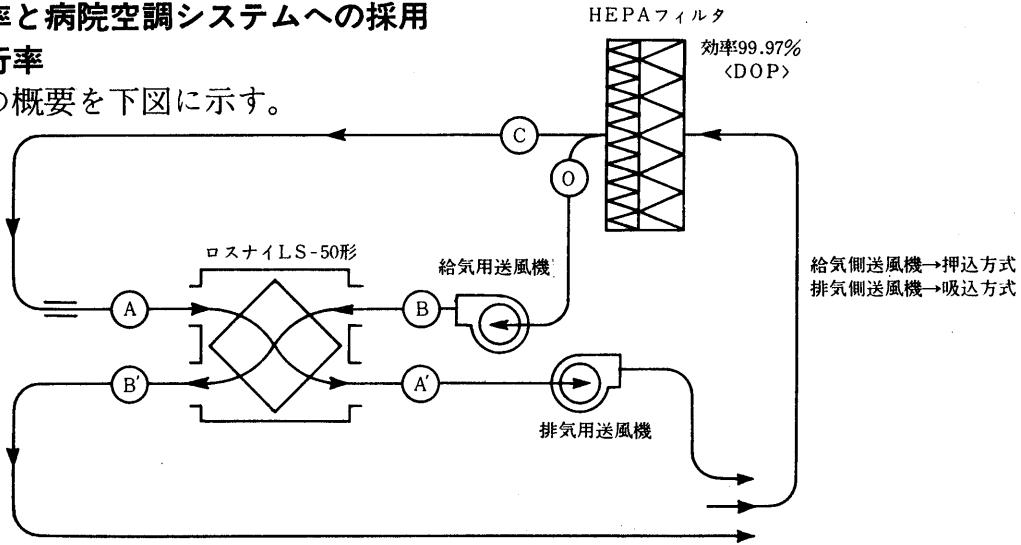 率と病院空調システムへの採用
行率
の概要を下図に示す。
HEPAフィルタ
効率99.97%
〈DOP〉
C
O
ロスナイLS-50形
給気用送風機
給気側送風機→押込方式
排気側送風機→吸込方式
A
B
B'
A'
排気用送風機